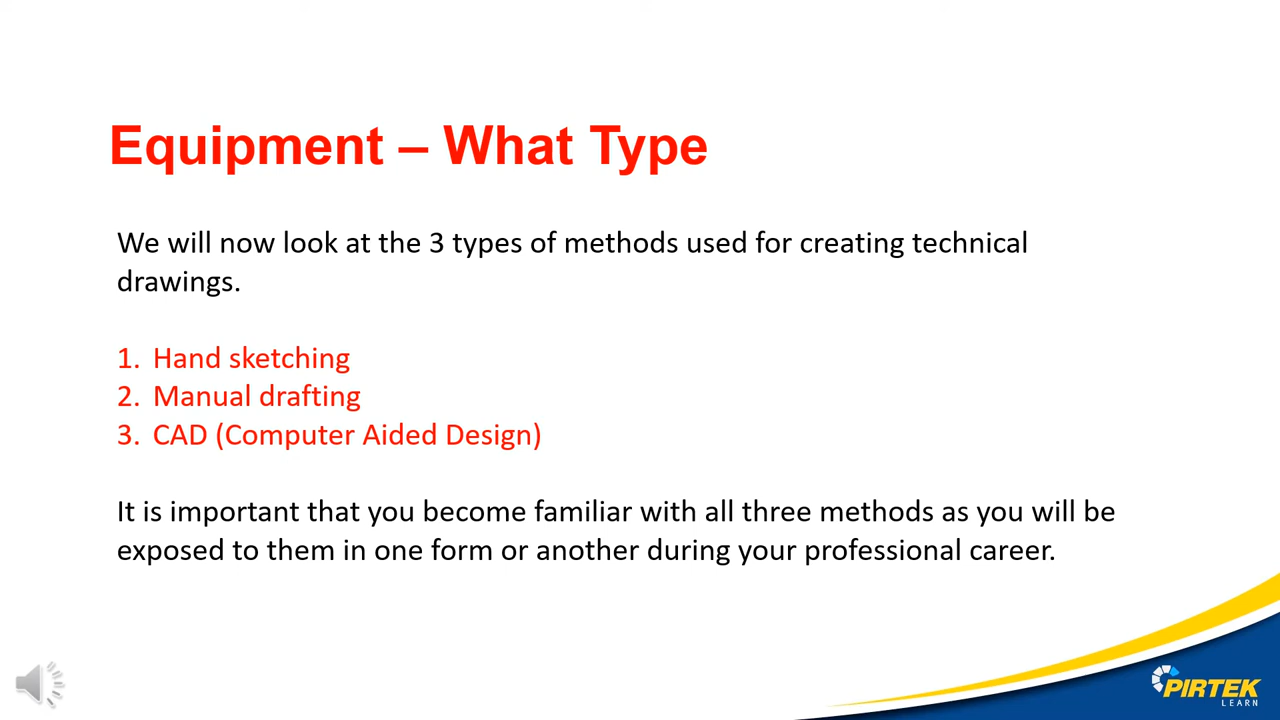 Equipment – What Type
We will now look at the 3 types of methods used for creating technical
drawings.
1. Hand sketching
2. Manual drafting
3. CAD (Computer Aided Design)
It is important that you become familiar with all three methods as you will be
exposed to them in one form or another during your professional career.
PIRTEK
LEARN